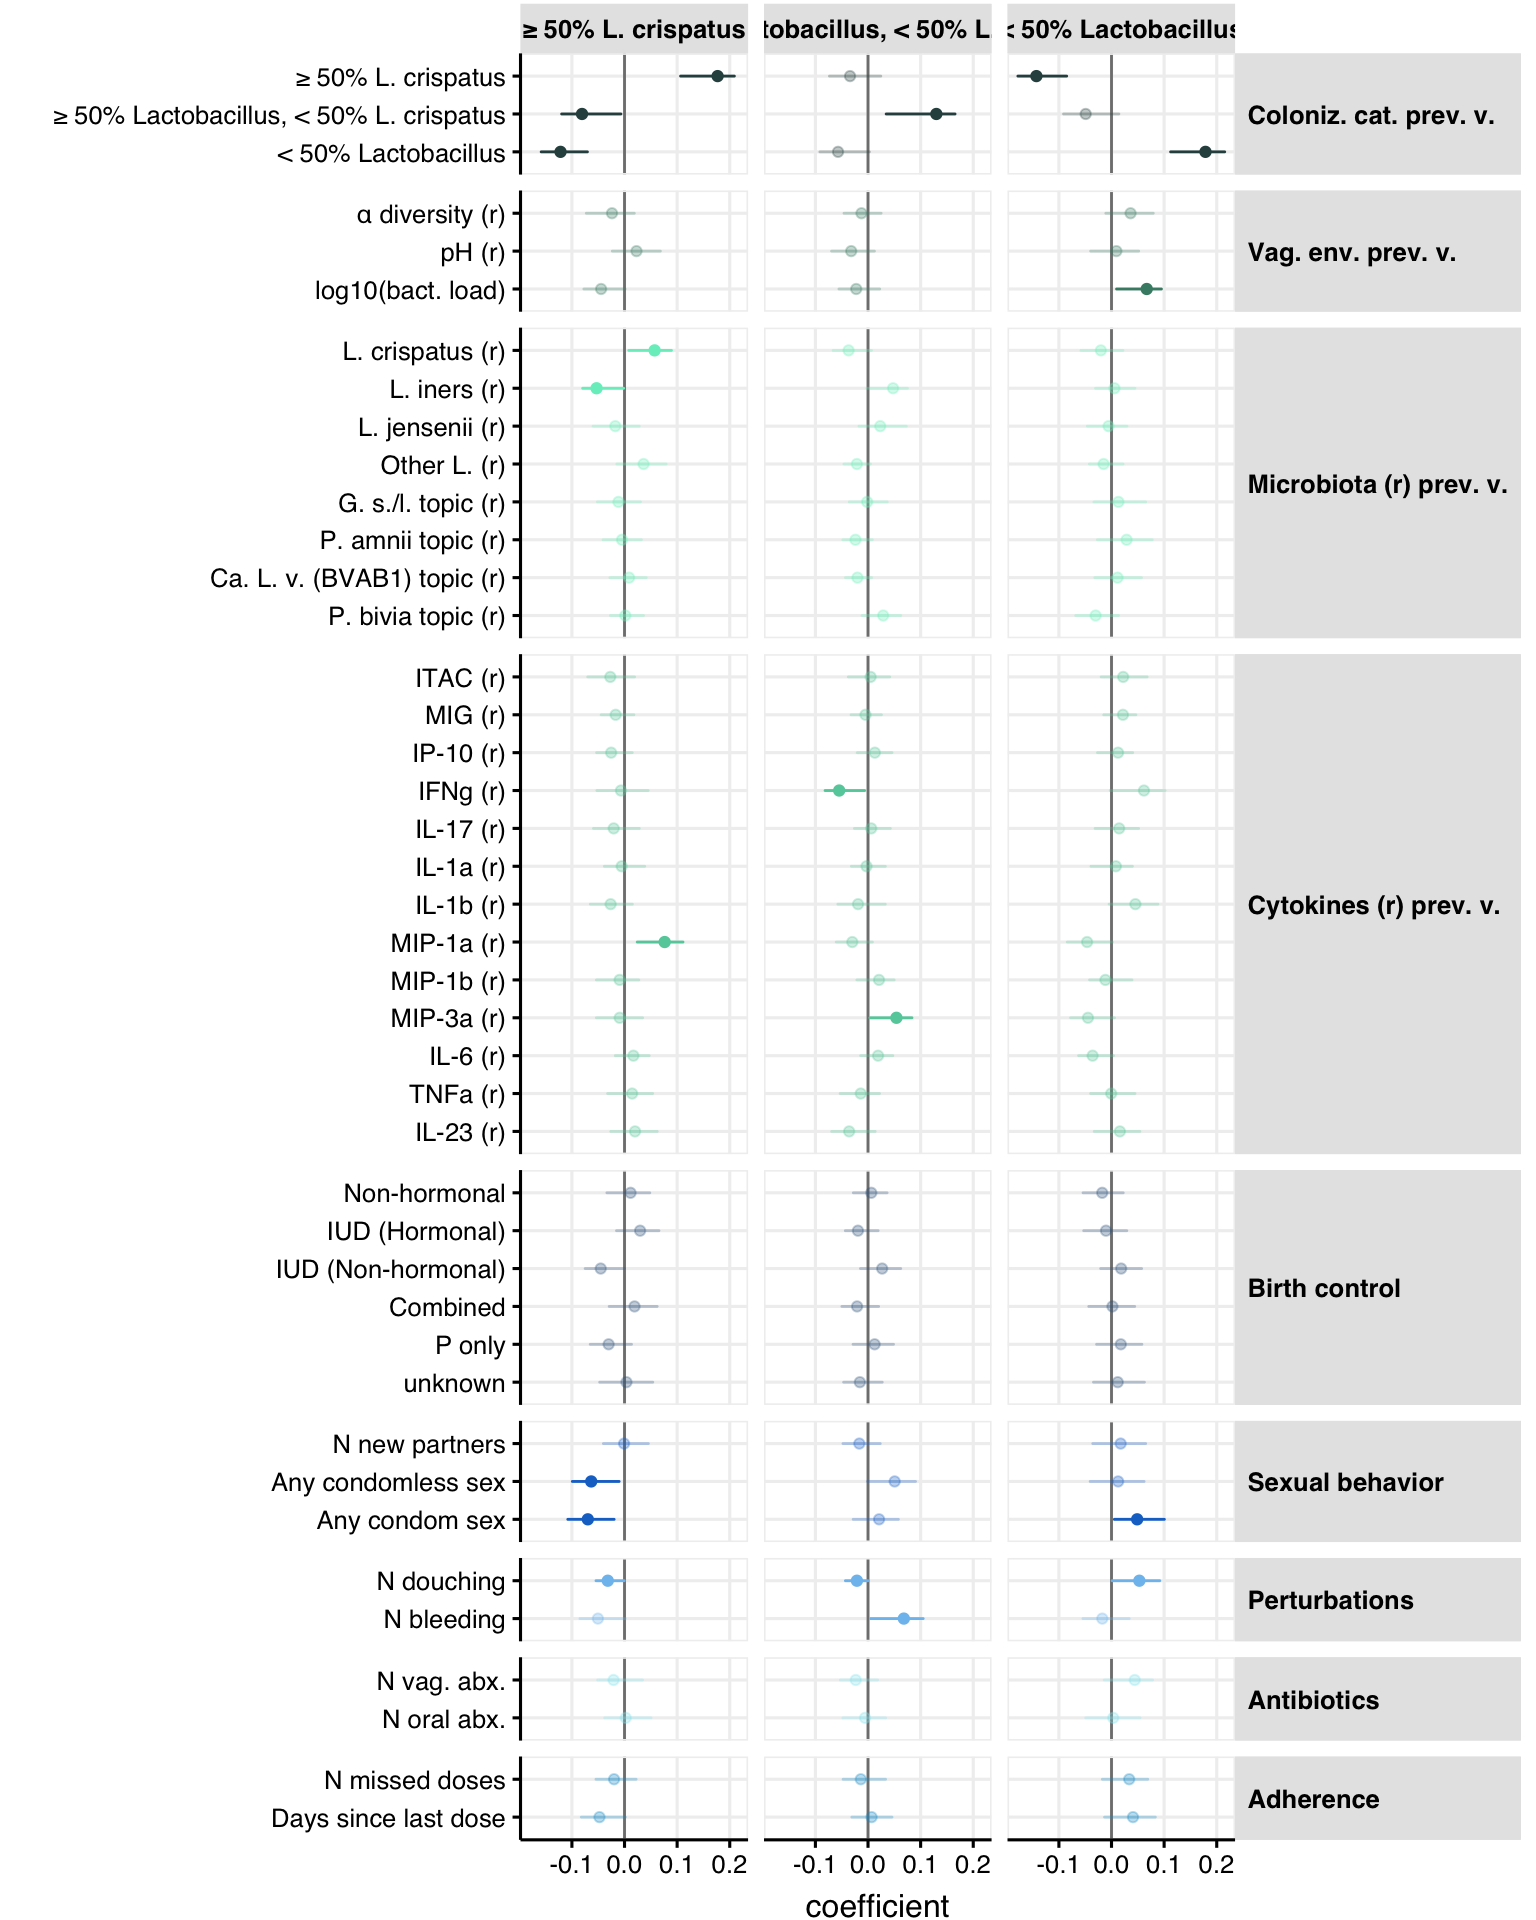 ≥ 50% L. crispatus
tobacillus, < 50% L.
< 50% Lactobacillus
≥ 50% L. crispatus
≥ 50% Lactobacillus, < 50% L. crispatus
< 50% Lactobacillus
Coloniz. cat. prev. v.
α diversity (r)
pH (r)
log10(bact. load)
Vag. env. prev. v.
L. crispatus (r)
L. iners (r)
L. jensenii (r)
Other L. (r)
G. s./l. topic (r)
P. amnii topic (r)
Ca. L. v. (BVAB1) topic (r)
P. bivia topic (r)
Microbiota (r) prev. v.
ITAC (r)
MIG (r)
IP-10 (r)
IFNg (r)
IL-17 (r)
IL-1a (r)
IL-1b (r)
MIP-1a (r)
MIP-1b (r)
MIP-3a (r)
IL-6 (r)
TNFa (r)
IL-23 (r)
Cytokines (r) prev. v.
Non-hormonal
IUD (Hormonal)
IUD (Non-hormonal)
Combined
P only
unknown
Birth control
N new partners
Any condomless sex
Any condom sex
Sexual behavior
N douching
N bleeding
Perturbations
N vag. abx.
N oral abx.
Antibiotics
N missed doses
Days since last dose
Adherence
-0.1 0.0 0.1 0.2
-0.1 0.0 0.1 0.2
-0.1 0.0 0.1 0.2
coefficient